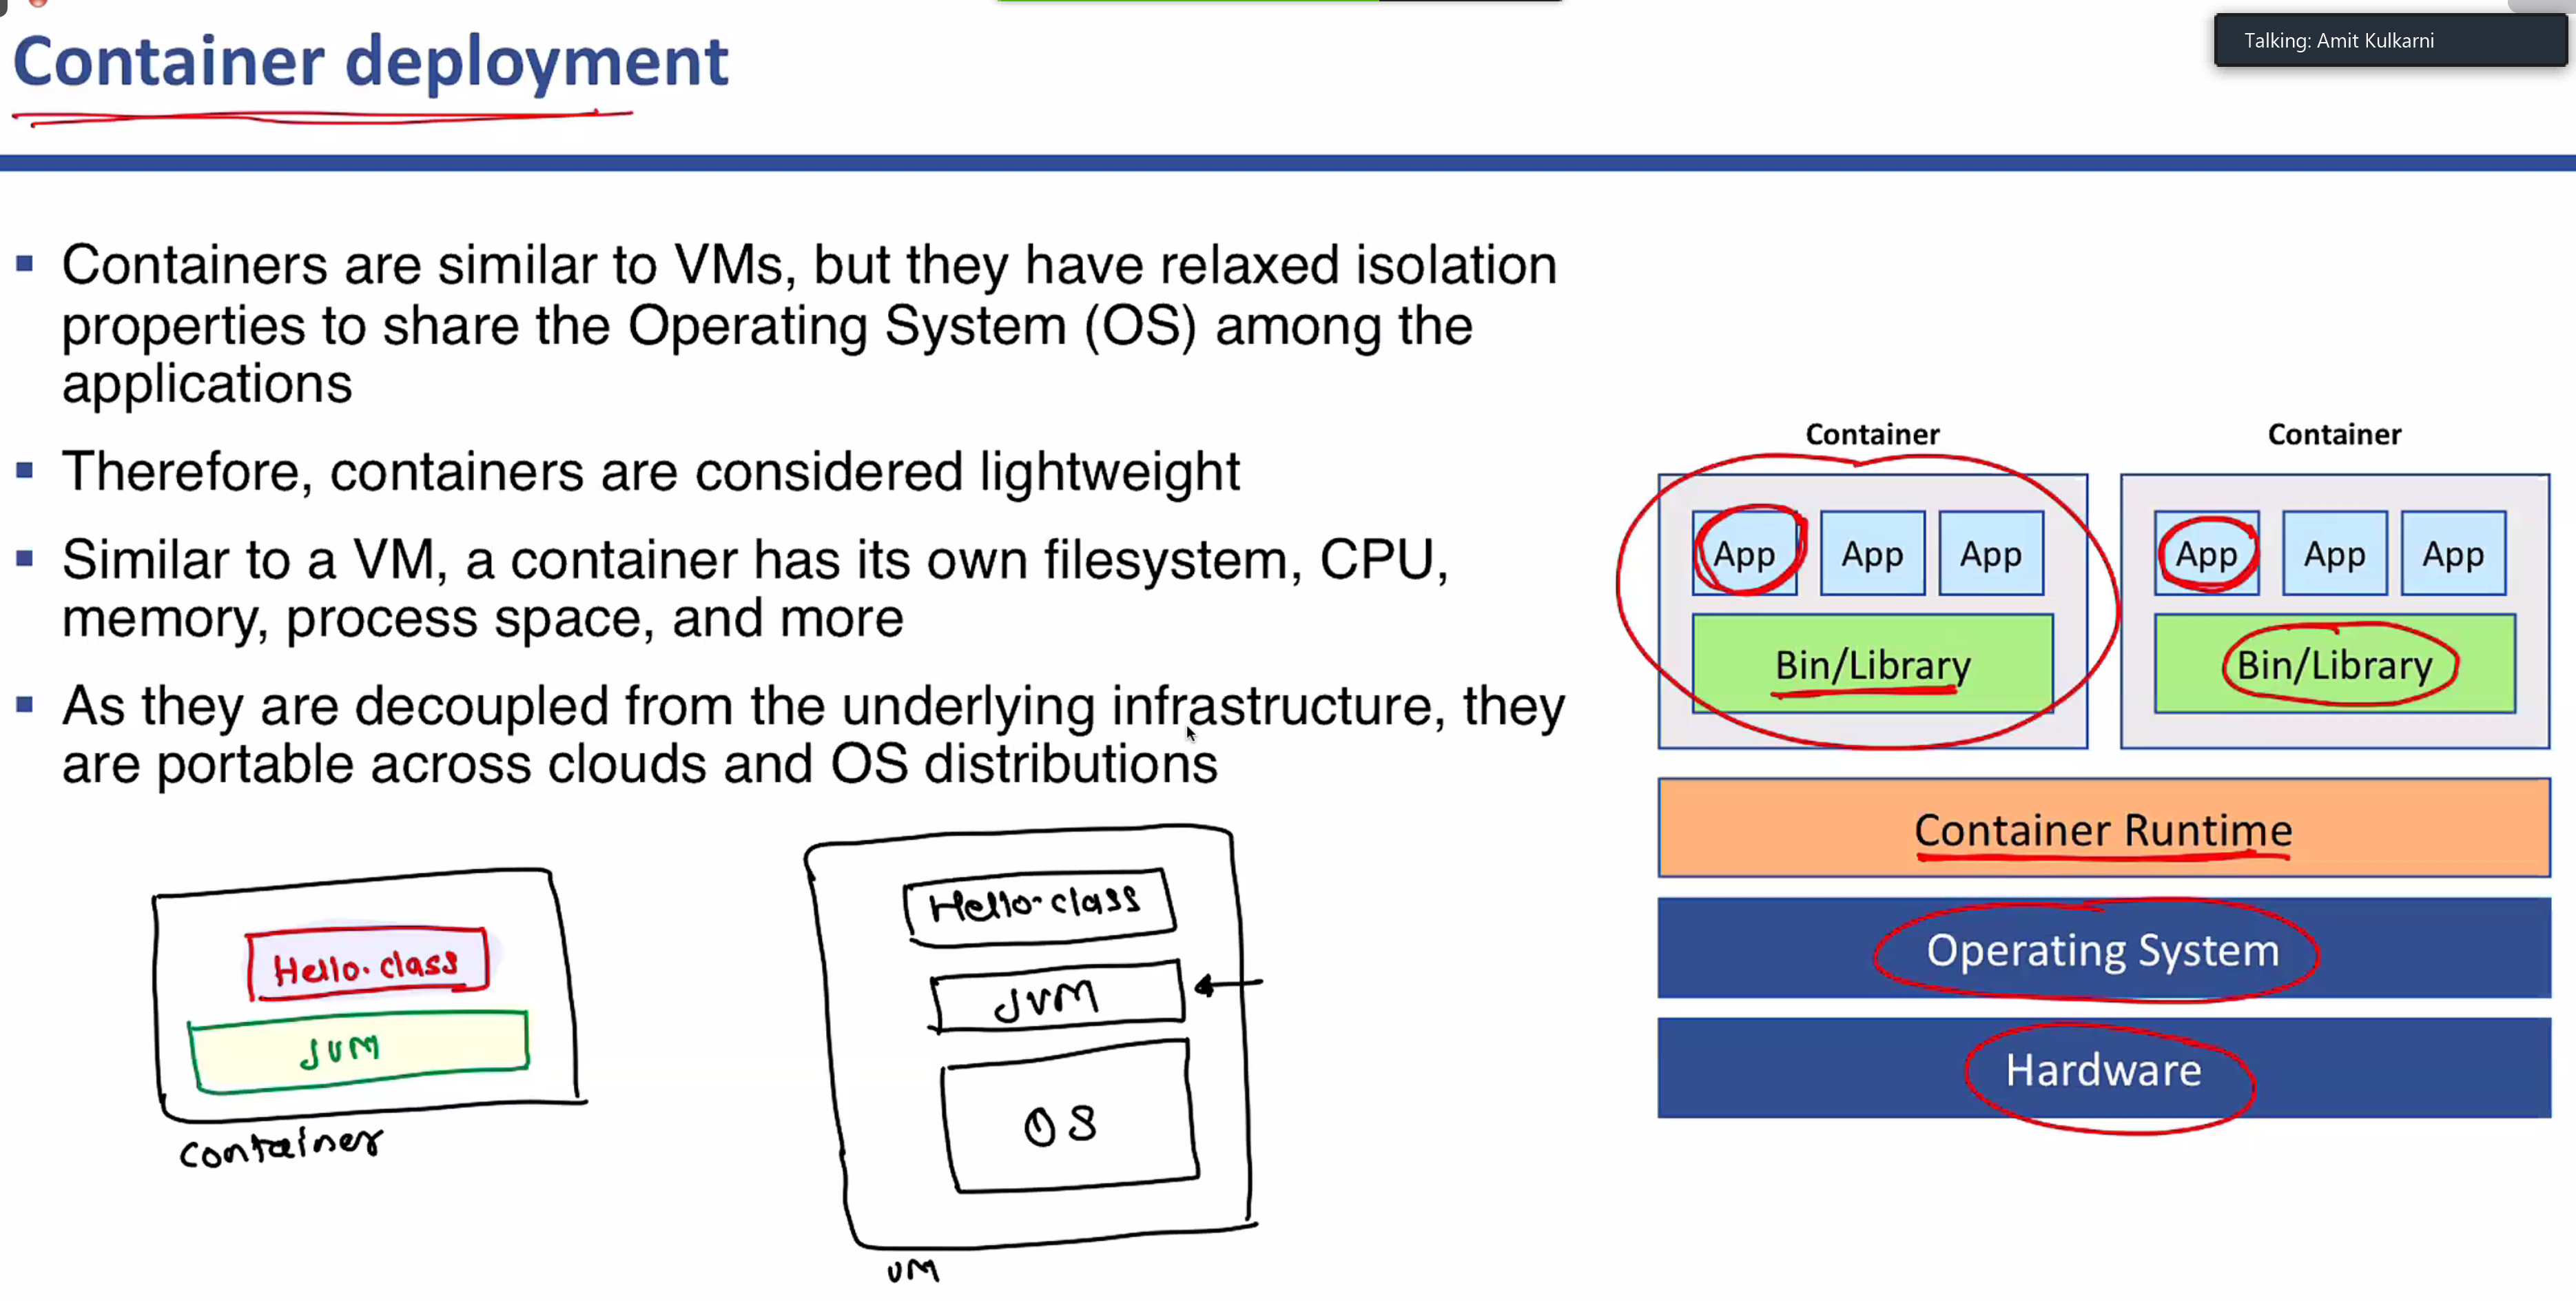 Talking: Amit Kulkarni
Container deployment
Containers are similar to VMs, but they have relaxed isolation
properties to share the Operating System (OS) among the
applications
Therefore, containers are considered lightweight
Similar to a VM, a container has its own filesystem, CPU,
memory, process space, and more
As they are decoupled from the underlying infrastructure, they
are portable across clouds and OS distributions
Container
App App App
Bin/Library
Container
App App App
Bin/Library
Container Runtime
Operating System
Hardware
Hello.class
JVM
container
Hello.class
JVM
OS
VM